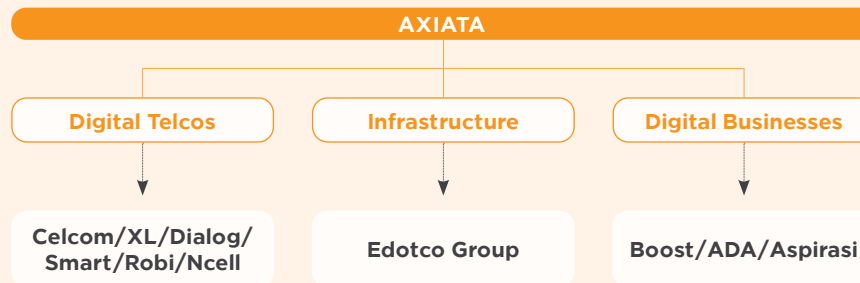 AXIATA
Digital Telcos
Infrastructure
Digital Businesses
Celcom/XL/Dialog/
Smart/Robi/Ncell
Edotco Group
Boost/ADA/Aspirasi